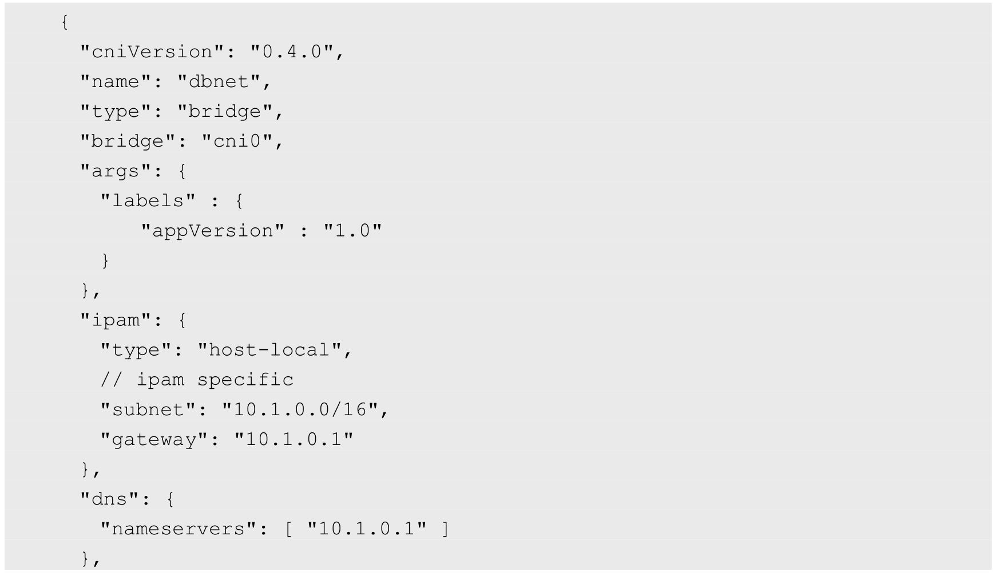 {
"cniVersion": "0.4.0",
"name": "dbnet",
"type": "bridge",
"bridge": "cni0",
"args": {
"labels" : {
"appVersion" : "1.0"
}
},
"ipam": {
"type": "host-local",
// ipam specific
"subnet": "10.1.0.0/16",
"gateway": "10.1.0.1"
},
"dns": {
"nameservers": [ "10.1.0.1" ]
},